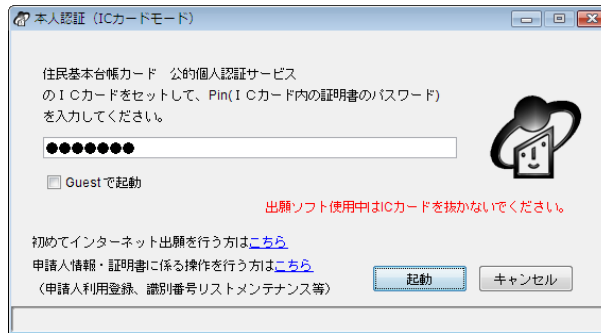 本人認証（ICカードモード）
住民基本台帳カード　公的個人認証サービス
のＩＣカードをセットして、Pin(ＩＣカード内の証明書のパスワード)
を入力してください。
●●●●●●●
Guestで起動
出願ソフト使用中はICカードを抜かないでください。
初めてインターネット出願を行う方はこちら
申請人情報・証明書に係る操作を行う方はこちら
（申請人利用登録、識別番号リストメンテナンス等）
起動
キャンセル